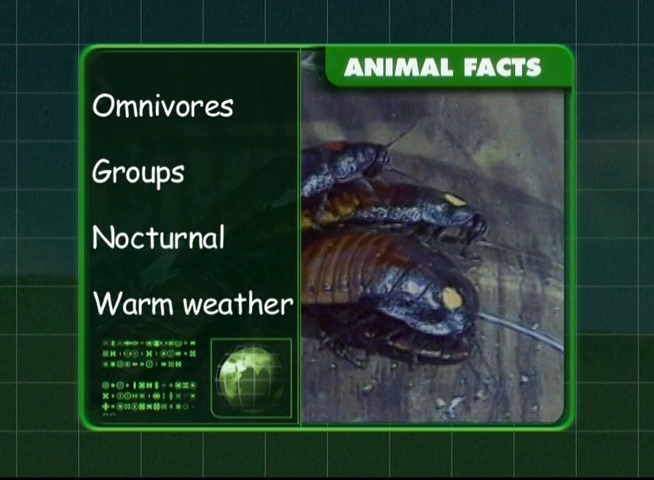 ANIMAL FACTS
Omnivores
Groups
Nocturnal
Warm weather